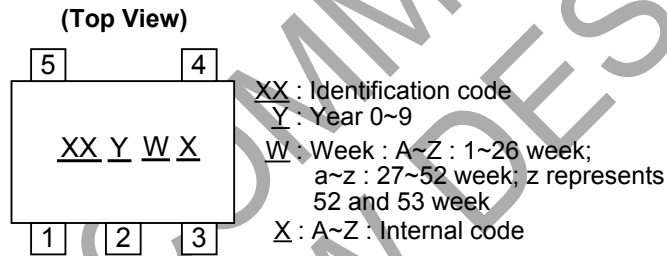 (Top View)
5 4
XX Y W X
1 2 3
XX : Identification code
Y : Year 0~9
W : Week : A~Z : 1~26 week;
a~z : 27~52 week; z represents
52 and 53 week
X : A~Z : Internal code